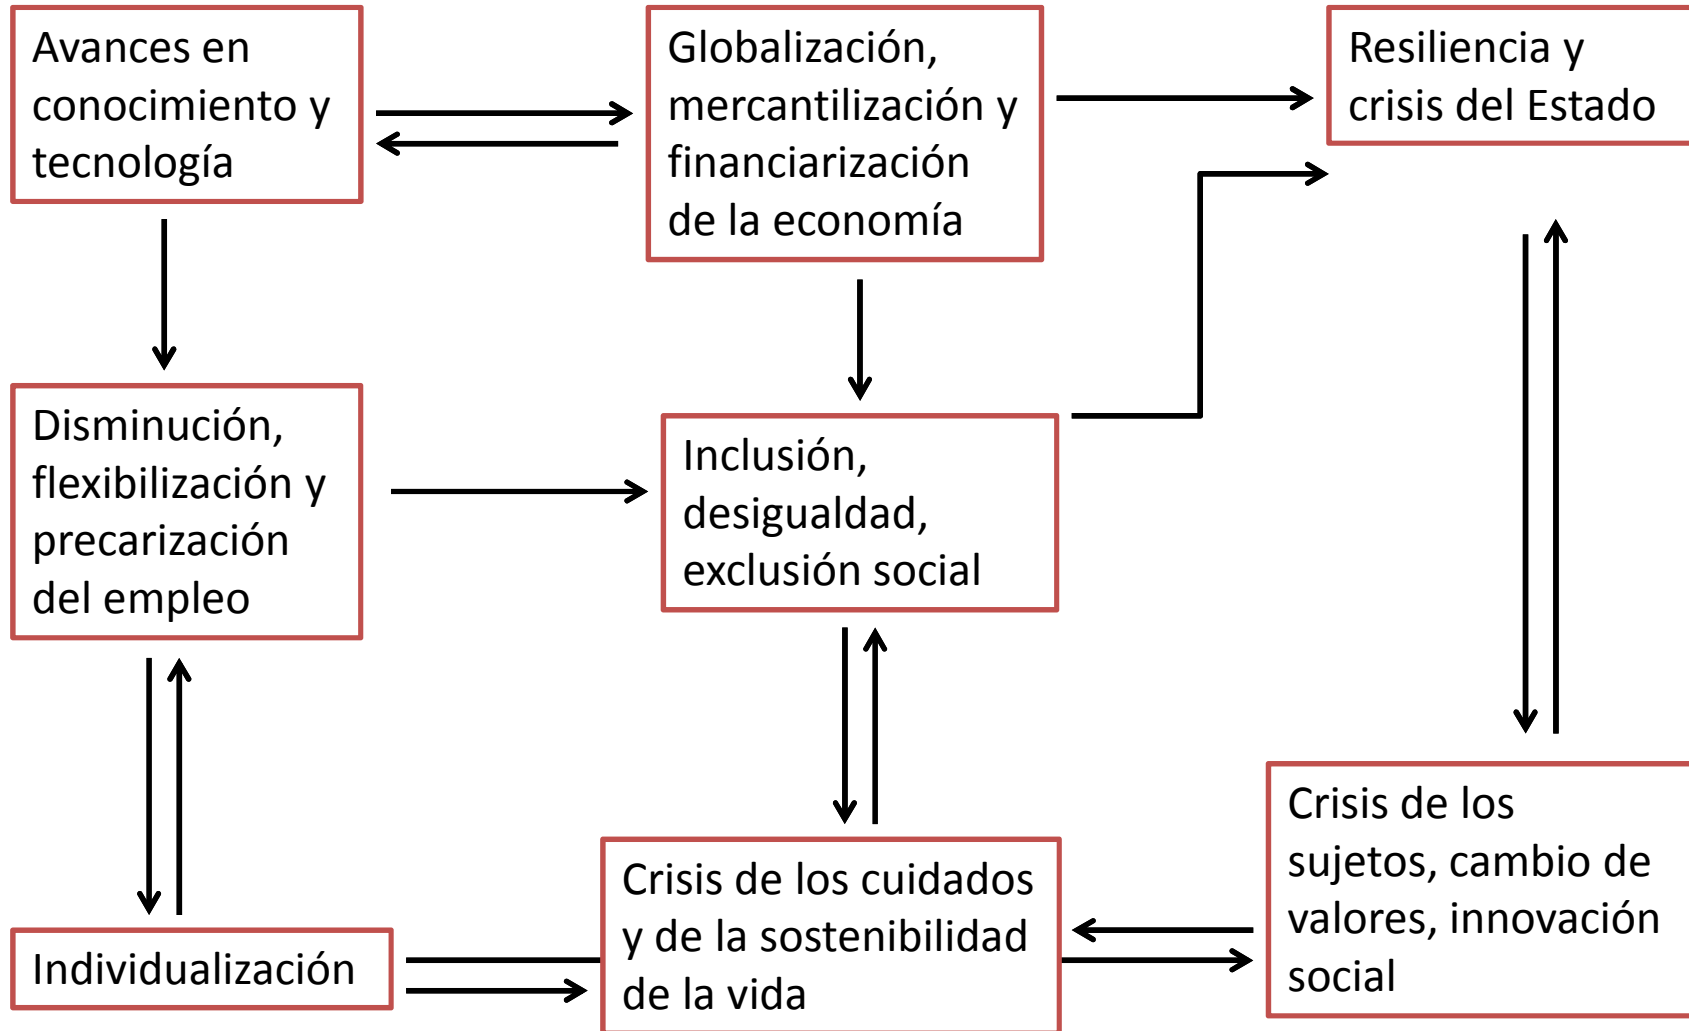 Avances en
conocimiento y
tecnología
Globalización,
mercantilización y
financiarización
de la economía
Resiliencia y
crisis del Estado
Disminución,
flexibilización y
precarización
del empleo
Inclusión,
desigualdad,
exclusión social
Individualización
Crisis de los cuidados
y de la sostenibilidad
de la vida
Crisis de los
sujetos, cambio de
valores, innovación
social